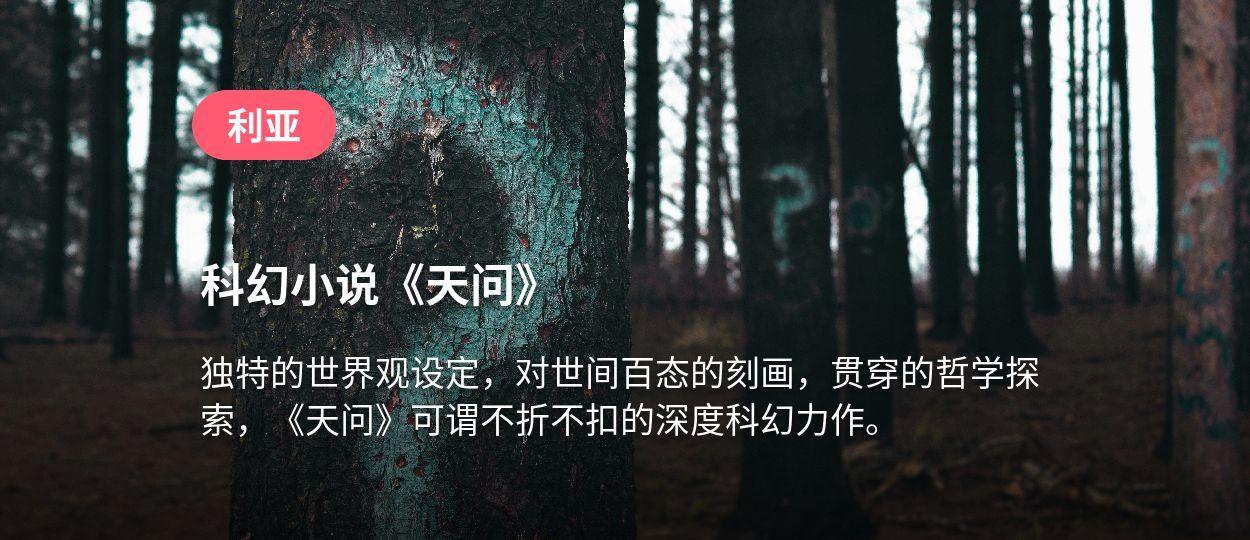 利亚
科幻小说《天问》
独特的世界观设定，对世间百态的刻画，贯穿的哲学探
索，《天问》可谓不折不扣的深度科幻力作。
?
?
?